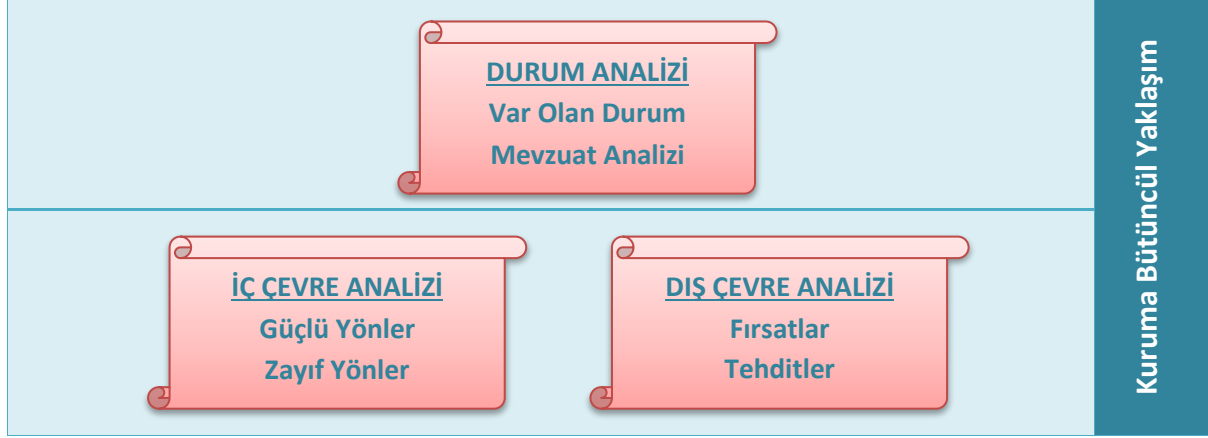 DURUM ANALİZİ
Var Olan Durum
Mevzuat Analizi
İÇ ÇEVRE ANALİZİ
Güçlü Yönler
Zayıf Yönler
DIŞ ÇEVRE ANALİZİ
Fırsatlar
Tehditler
Kuruma Bütüncül Yaklaşım